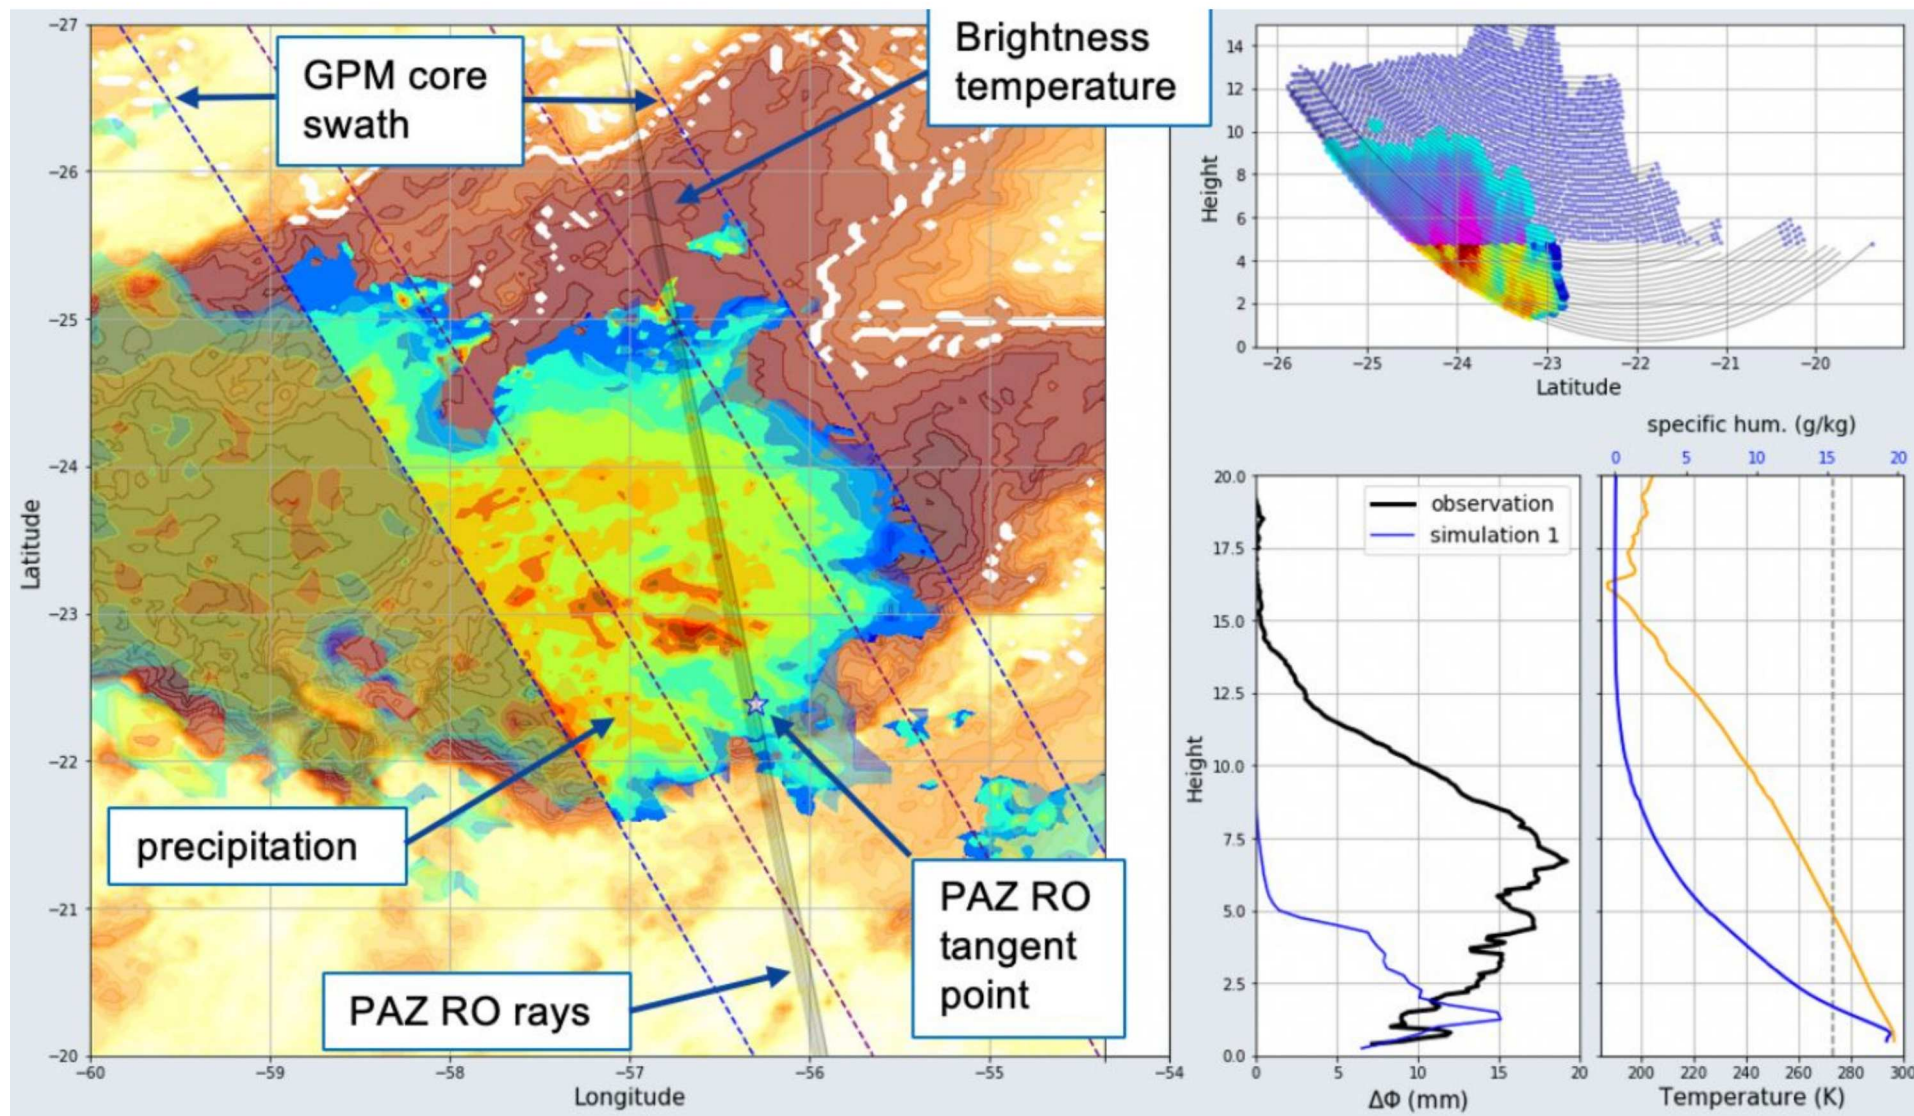 GPM core
swath
Brightness
temperature
precipitation
PAZ RO rays
PAZ RO
tangent
point
−27
−26
−25
−24
−23
−22
−21
−20
Latitude
−60
−59
−58
−57
−56
−55
−54
Longitude
14
12
10
8
6
4
2
0
Height
−26
−25
−24
−23
−22
−21
−20
Latitude
20.0
17.5
15.0
12.5
10.0
7.5
5.0
2.5
0.0
Height
observation
simulation 1
0
5
10
15
20
ΔΦ (mm)
specific hum. (g/kg)
0
5
10
15
20
200
220
240
260
280
300
Temperature (K)